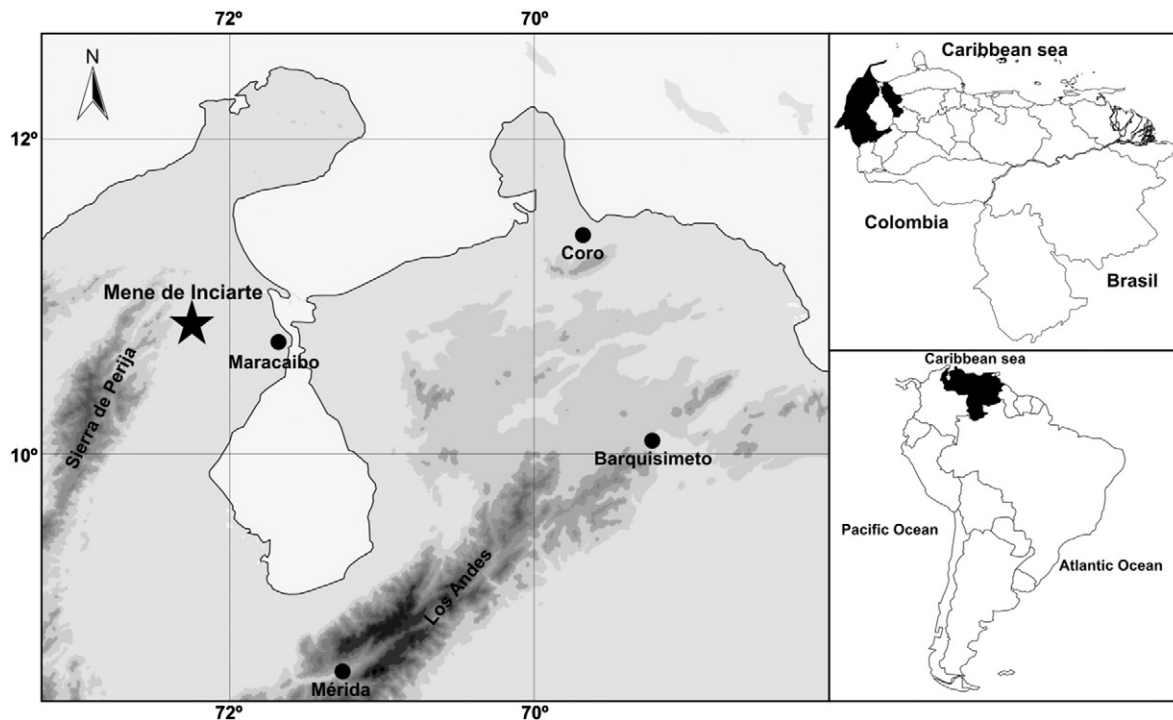 72º
70º
N
12º
Coro
Mene de Inciarte
Maracaibo
Sierra de Perija
10º
Barquisimeto
Los Andes
Mérida
72º
70º
Caribbean sea
Colombia
Brasil
Caribbean sea
Pacific Ocean
Atlantic Ocean